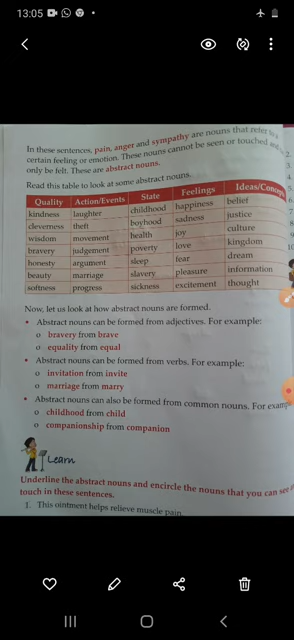 13:05
In these sentences, pain, anger and sympathy are nouns that refer to a
certain feeling or emotion. These nouns cannot be seen or touched and
only be felt. These are abstract nouns.
Read this table to look at some abstract nouns.
Quality Action/Events State Feelings Ideas/Concepts
kindness laughter childhood happiness belief
cleverness theft boyhood sadness justice
wisdom movement health joy culture
bravery judgement poverty love kingdom
honesty argument sleep fear dream
beauty marriage slavery pleasure information
softness progress sickness excitement thought
Now, let us look at how abstract nouns are formed.
• Abstract nouns can be formed from adjectives. For example:
o bravery from brave
o equality from equal
• Abstract nouns can be formed from verbs. For example:
o invitation from invite
o marriage from marry
• Abstract nouns can also be formed from common nouns. For example
o childhood from child
o companionship from companion
Learn
Underline the abstract nouns and encircle the nouns that you can see
touch in these sentences.
1. This ointment helps relieve muscle pain.